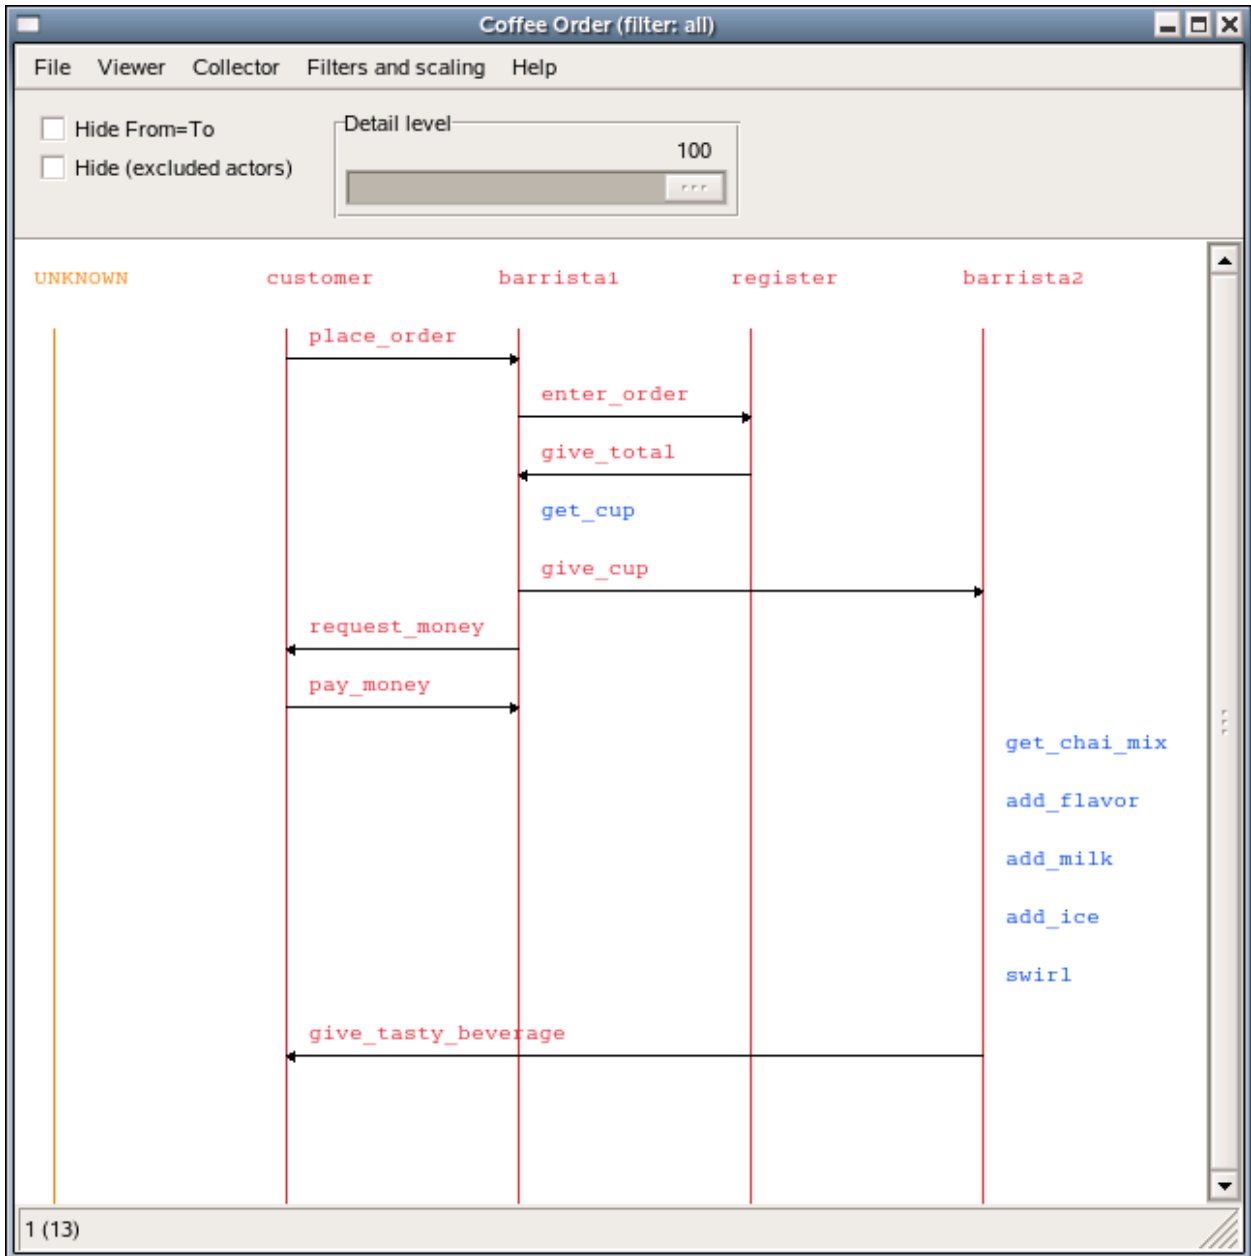 Coffee Order (filter: all)
File Viewer Collector Filters and scaling Help
Hide From=To
Hide (excluded actors)
Detail level
100
UNKNOWN customer barrista1 register barrista2
place_order
enter_order
give_total
get_cup
give_cup
request_money
pay_money
get_chai_mix
add_flavor
add_milk
add_ice
swirl
give_tasty_beverage
1 (13)